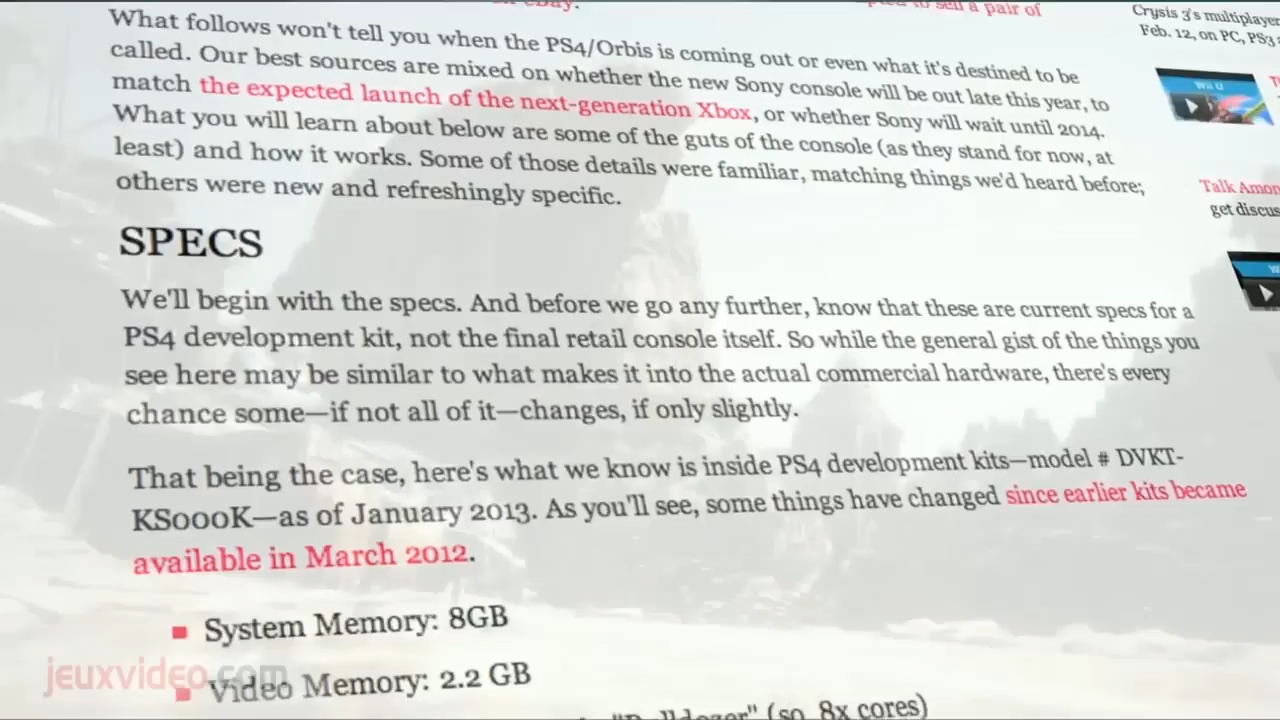 eBay.
to sell a pair of
What follows won't tell you when the PS4/Orbis is coming out or even what it's destined to be
called. Our best sources are mixed on whether the new Sony console will be out late this year, to
match the expected launch of the next-generation Xbox, or whether Sony will wait until 2014.
What you will learn about below are some of the guts of the console (as they stand for now, at
least) and how it works. Some of those details were familiar, matching things we'd heard before;
others were new and refreshingly specific.
SPECS
We'll begin with the specs. And before we go any further, know that these are current specs for a
PS4 development kit, not the final retail console itself. So while the general gist of the things you
see here may be similar to what makes it into the actual commercial hardware, there's every
chance some—if not all of it—changes, if only slightly.
That being the case, here's what we know is inside PS4 development kits—model # DVKT-
KS000K—as of January 2013. As you'll see, some things have changed since earlier kits became
available in March 2012.
System Memory: 8GB
Video Memory: 2.2 GB
"Bulldozer" (so, 8x cores)
jeuxvideo.com
Crysis 3's multiplayer
Feb. 12, on PC, PS3
Wii U
Talk Amon
get discus